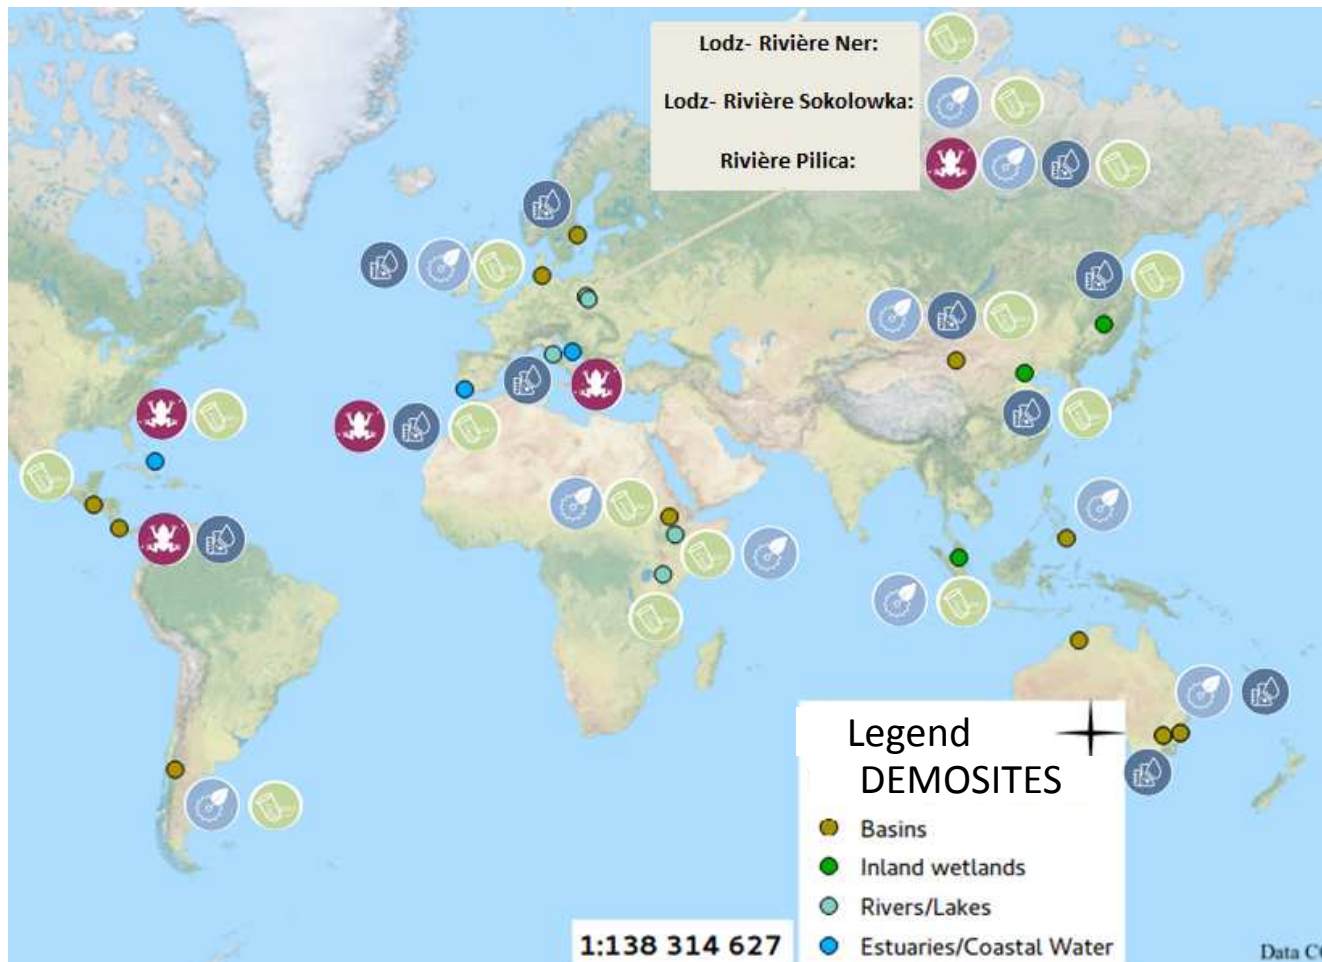 Lodz- Rivière Ner:
Lodz- Rivière Sokolowka:
Rivière Pilica:
Legend
DEMOSITES
Basins
Inland wetlands
Rivers/Lakes
Estuaries/Coastal Water
1:138 314 627
Data